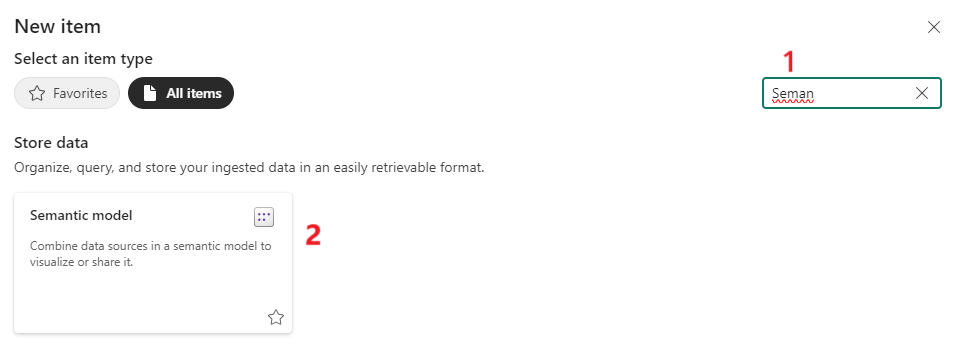 New item
Select an item type
Favorites
All items
1
Seman
Store data
Organize, query, and store your ingested data in an easily retrievable format.
Semantic model
Combine data sources in a semantic model to
visualize or share it.
2